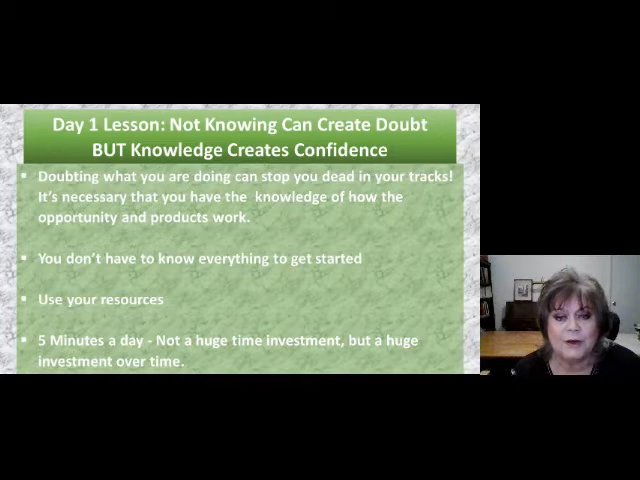 Day 1 Lesson: Not Knowing Can Create Doubt
BUT Knowledge Creates Confidence
Doubting what you are doing can stop you dead in your tracks!
It's necessary that you have the knowledge of how the
opportunity and products work.
You don't have to know everything to get started
Use your resources
5 Minutes a day - Not a huge time investment, but a huge
investment over time.